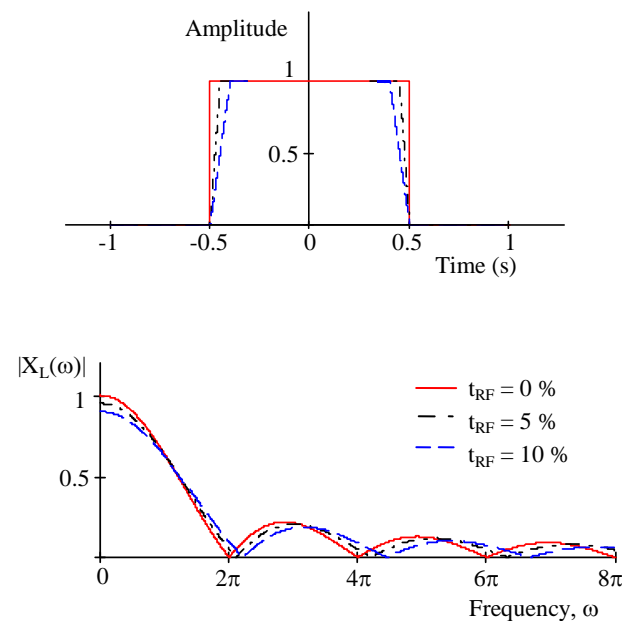 Amplitude
1
0.5
-1 -0.5 0 0.5 1
Time (s)
|X_L(ω)|
1
t_RF = 0 %
t_RF = 5 %
t_RF = 10 %
0.5
0 2π 4π 6π 8π
Frequency, ω